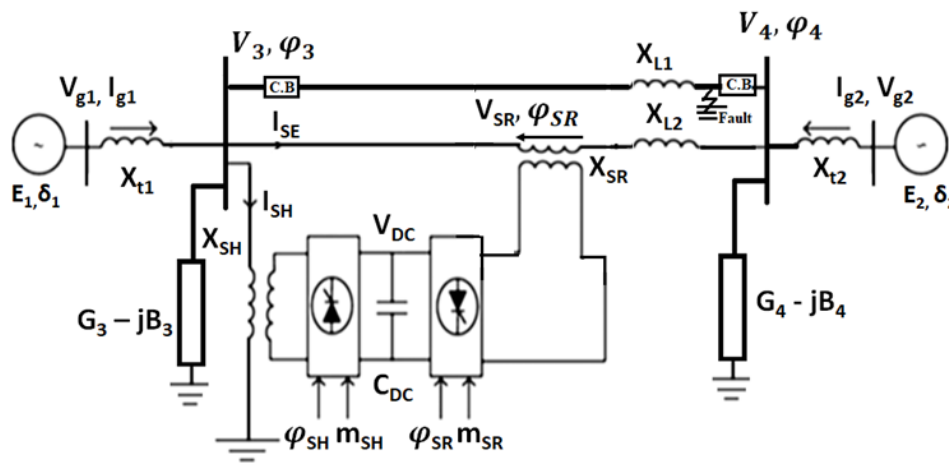 V3, φ3
V4, φ4
C.B
XL1
C.B
Vg1, Ig1
VSR, φSR
Ig2, Vg2
Fault
ISE
XL2
~
~
Xt1
XSR
Xt2
E1, δ1
E2, δ
ISH
XSH
VDC
G3 – jB3
G4 - jB4
CDC
φSH mSH
φSR mSR